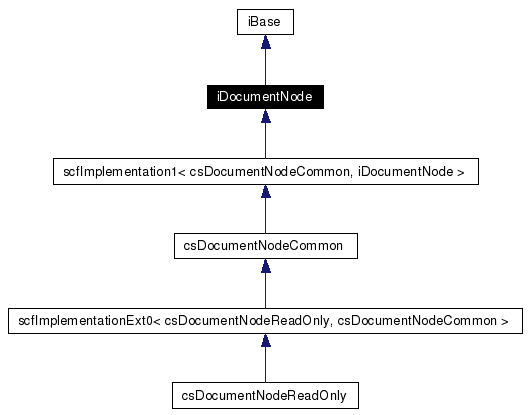 iBase
iDocumentNode
scfImplementation1< csDocumentNodeCommon, iDocumentNode >
csDocumentNodeCommon
scfImplementationExt0< csDocumentNodeReadOnly, csDocumentNodeCommon >
csDocumentNodeReadOnly